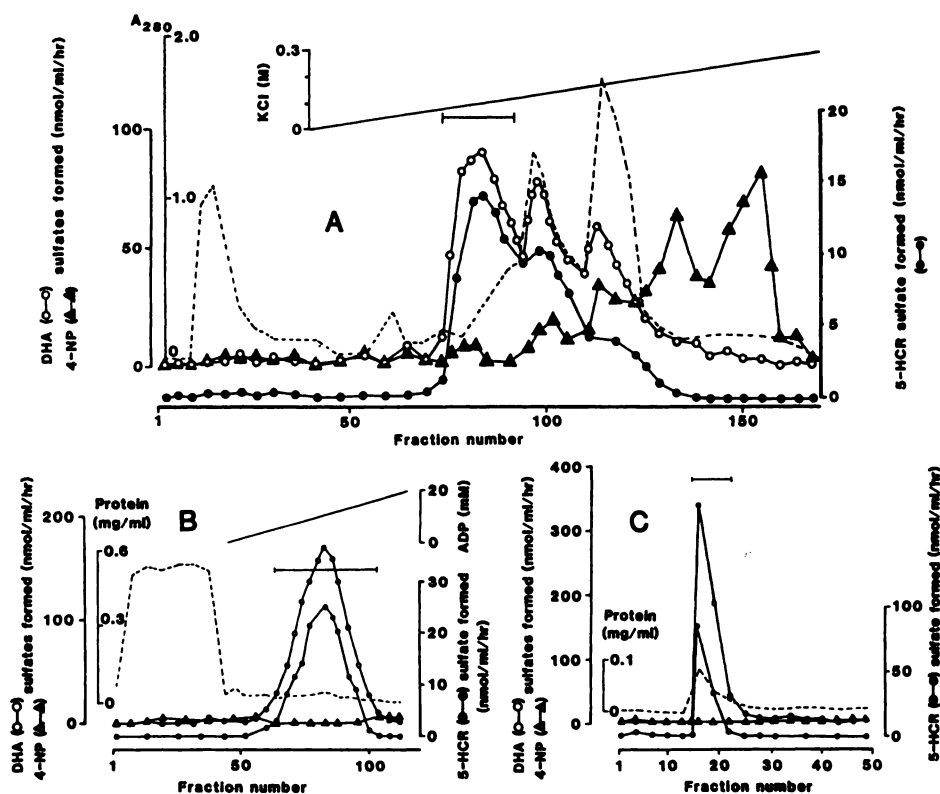 A280
2.0
1.0
0
DHA (o–o) sulfates formed (nmol/ml/hr)
4-NP (▲–▲)
100
50
0
KCl (M)
0.3
0
A
20
15
10
5
0
5-HCR sulfate formed (nmol/ml/hr)
(●–●)
1
50
100
150
Fraction number
B
DHA (o–o) sulfates formed (nmol/ml/hr)
4-NP (▲–▲)
200
100
0
Protein
(mg/ml)
0.6
0.3
0
20
0
ADP (mM)
30
20
10
0
5-HCR (●–●) sulfate formed
(nmol/ml/hr)
1
50
100
Fraction number
C
DHA (o–o) sulfates formed (nmol/ml/hr)
4-NP (▲–▲)
400
300
200
100
0
Protein
(mg/ml)
0.1
0
100
50
0
5-HCR (●–●) sulfate formed (nmol/ml/hr)
1
10
20
30
40
50
Fraction number